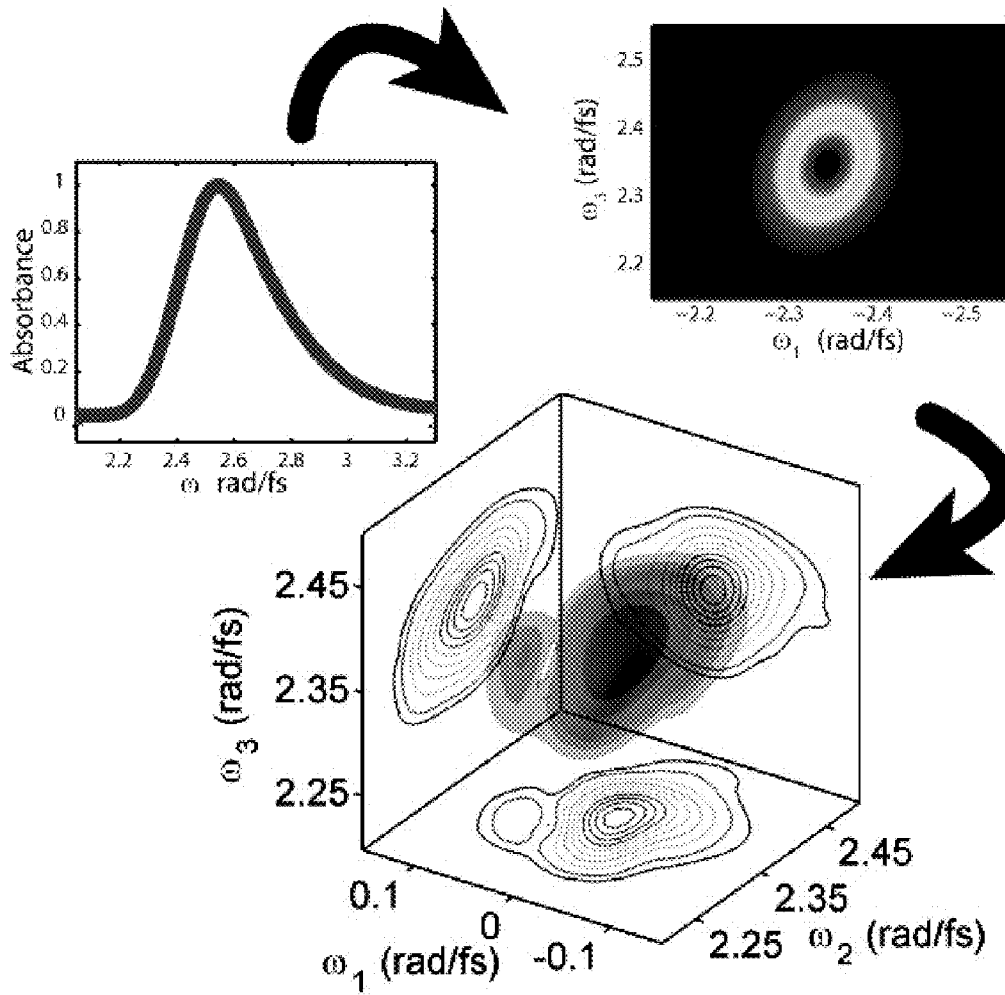 1
0.8
0.6
0.4
0.2
0
Absorbance
2.2 2.4 2.6 2.8 3 3.2
ω rad/fs
2.5
2.4
2.3
2.2
ω3 (rad/fs)
-2.2 -2.3 -2.4 -2.5
ω1 (rad/fs)
2.45
2.35
2.25
ω3 (rad/fs)
0.1
0
-0.1
ω1 (rad/fs)
2.45
2.35
2.25
ω2 (rad/fs)